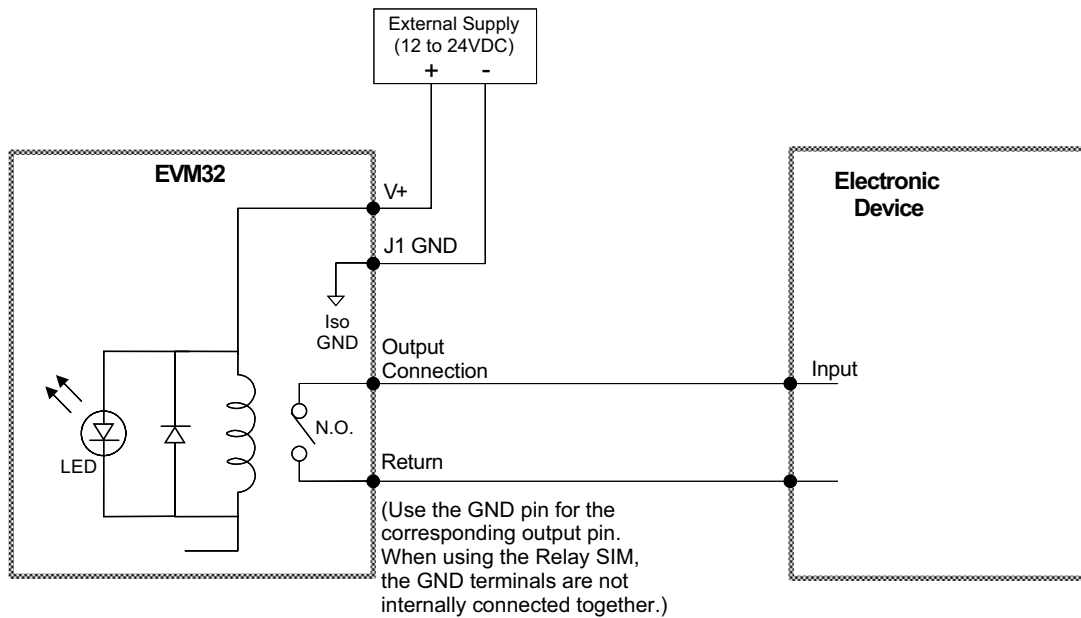 External Supply
(12 to 24VDC)
+ -
EVM32
V+
J1 GND
Iso
GND
Output
Connection
N.O.
LED
Return
(Use the GND pin for the
corresponding output pin.
When using the Relay SIM,
the GND terminals are not
internally connected together.)
Electronic
Device
Input